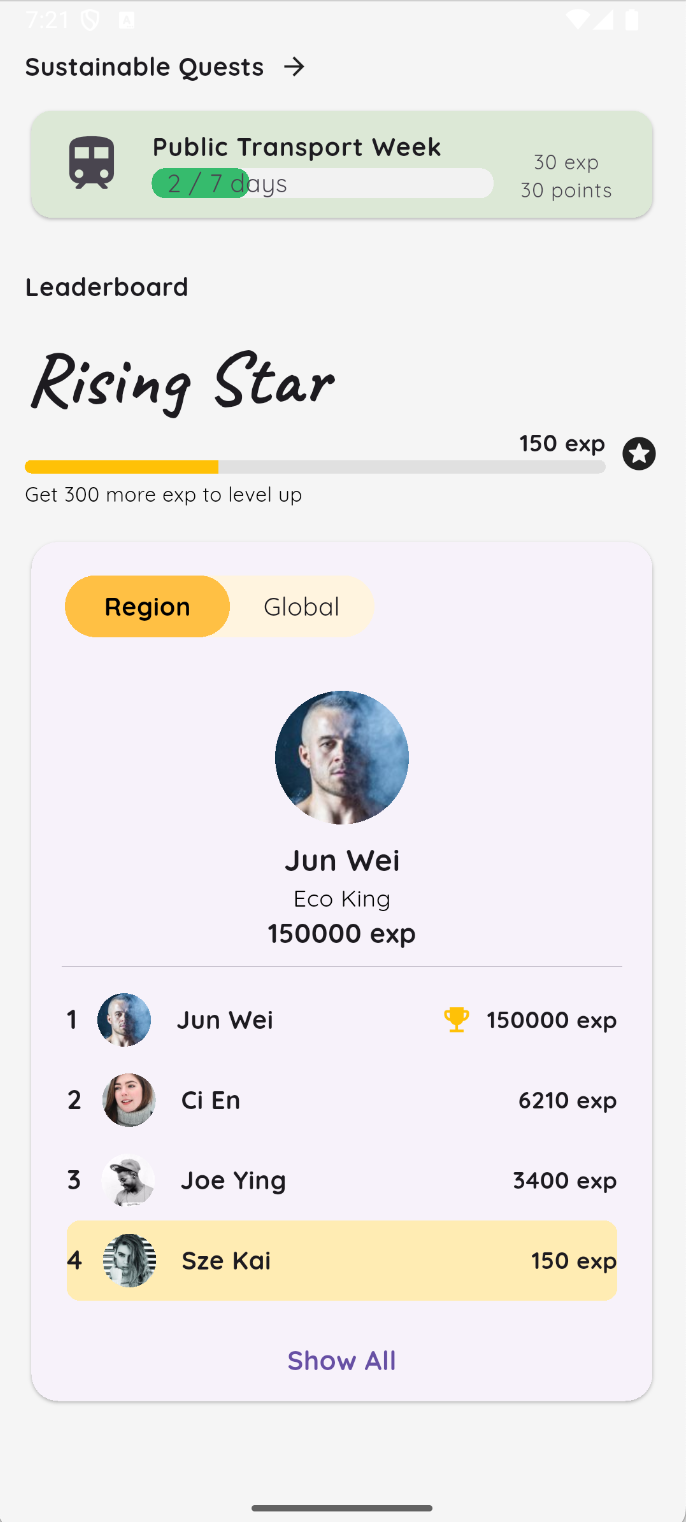 7:21
Sustainable Quests
Public Transport Week
2 / 7 days
30 exp
30 points
Leaderboard
Rising Star
150 exp
Get 300 more exp to level up
Region Global
Jun Wei
Eco King
150000 exp
1 Jun Wei 150000 exp
2 Ci En 6210 exp
3 Joe Ying 3400 exp
4 Sze Kai 150 exp
Show All